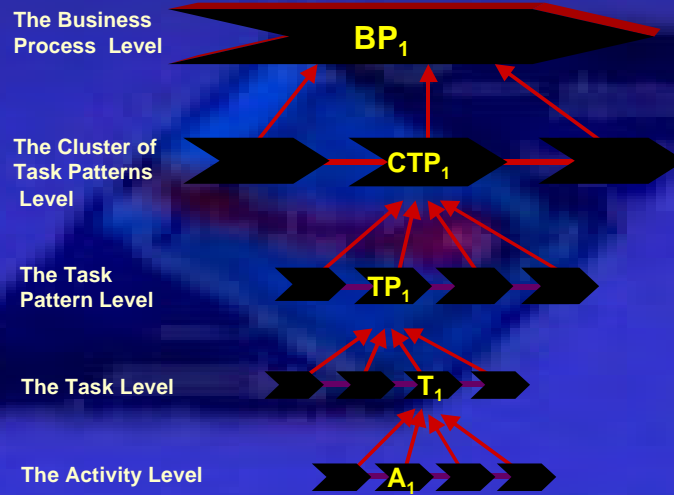 The Business
Process Level
BP1
The Cluster of
Task Patterns
Level
CTP1
The Task
Pattern Level
TP1
The Task Level
T1
The Activity Level
A1